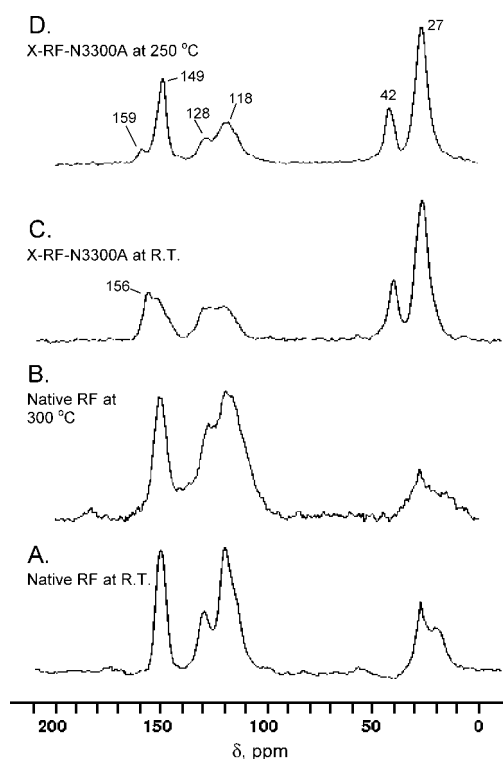 D.
X-RF-N3300A at 250 °C
159
149
128
118
42
27
C.
X-RF-N3300A at R.T.
156
B.
Native RF at
300 °C
A.
Native RF at R.T.
200 150 100 50 0
δ, ppm